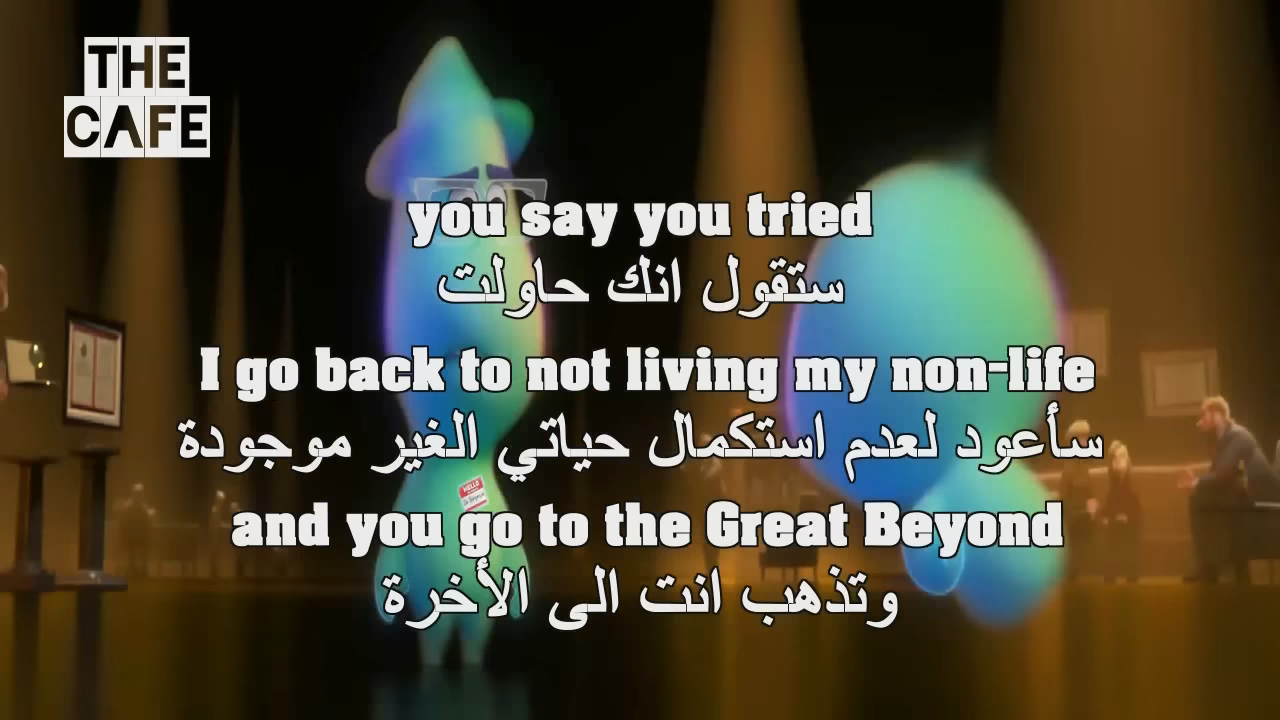 THE
CAFE
you say you tried
ستقول انك حاولت
I go back to not living my non-life
سأعود لعدم استكمال حياتي الغير موجودة
and you go to the Great Beyond
وتذهب انت الى الأخرة
HELLO